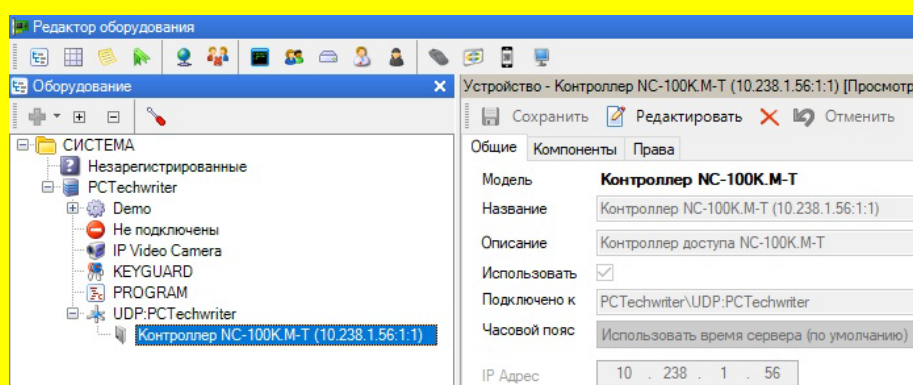 Редактор оборудования
Оборудование
СИСТЕМА
Незарегистрированные
PCTechwriter
Demo
Не подключены
IP Video Camera
KEYGUARD
PROGRAM
UDP:PCTechwriter
Контроллер NC-100K.M-T (10.238.1.56:1:1)
Устройство - Контроллер NC-100K.M-T (10.238.1.56:1:1) [Просмотр
Сохранить Редактировать Отменить
Общие Компоненты Права
Модель Контроллер NC-100K.M-T
Название Контроллер NC-100K.M-T (10.238.1.56:1:1)
Описание Контроллер доступа NC-100K.M-T
Использовать
Подключено к PCTechwriter\UDP:PCTechwriter
Часовой пояс Использовать время сервера (по умолчанию)
IP Адрес 10 . 238 . 1 . 56